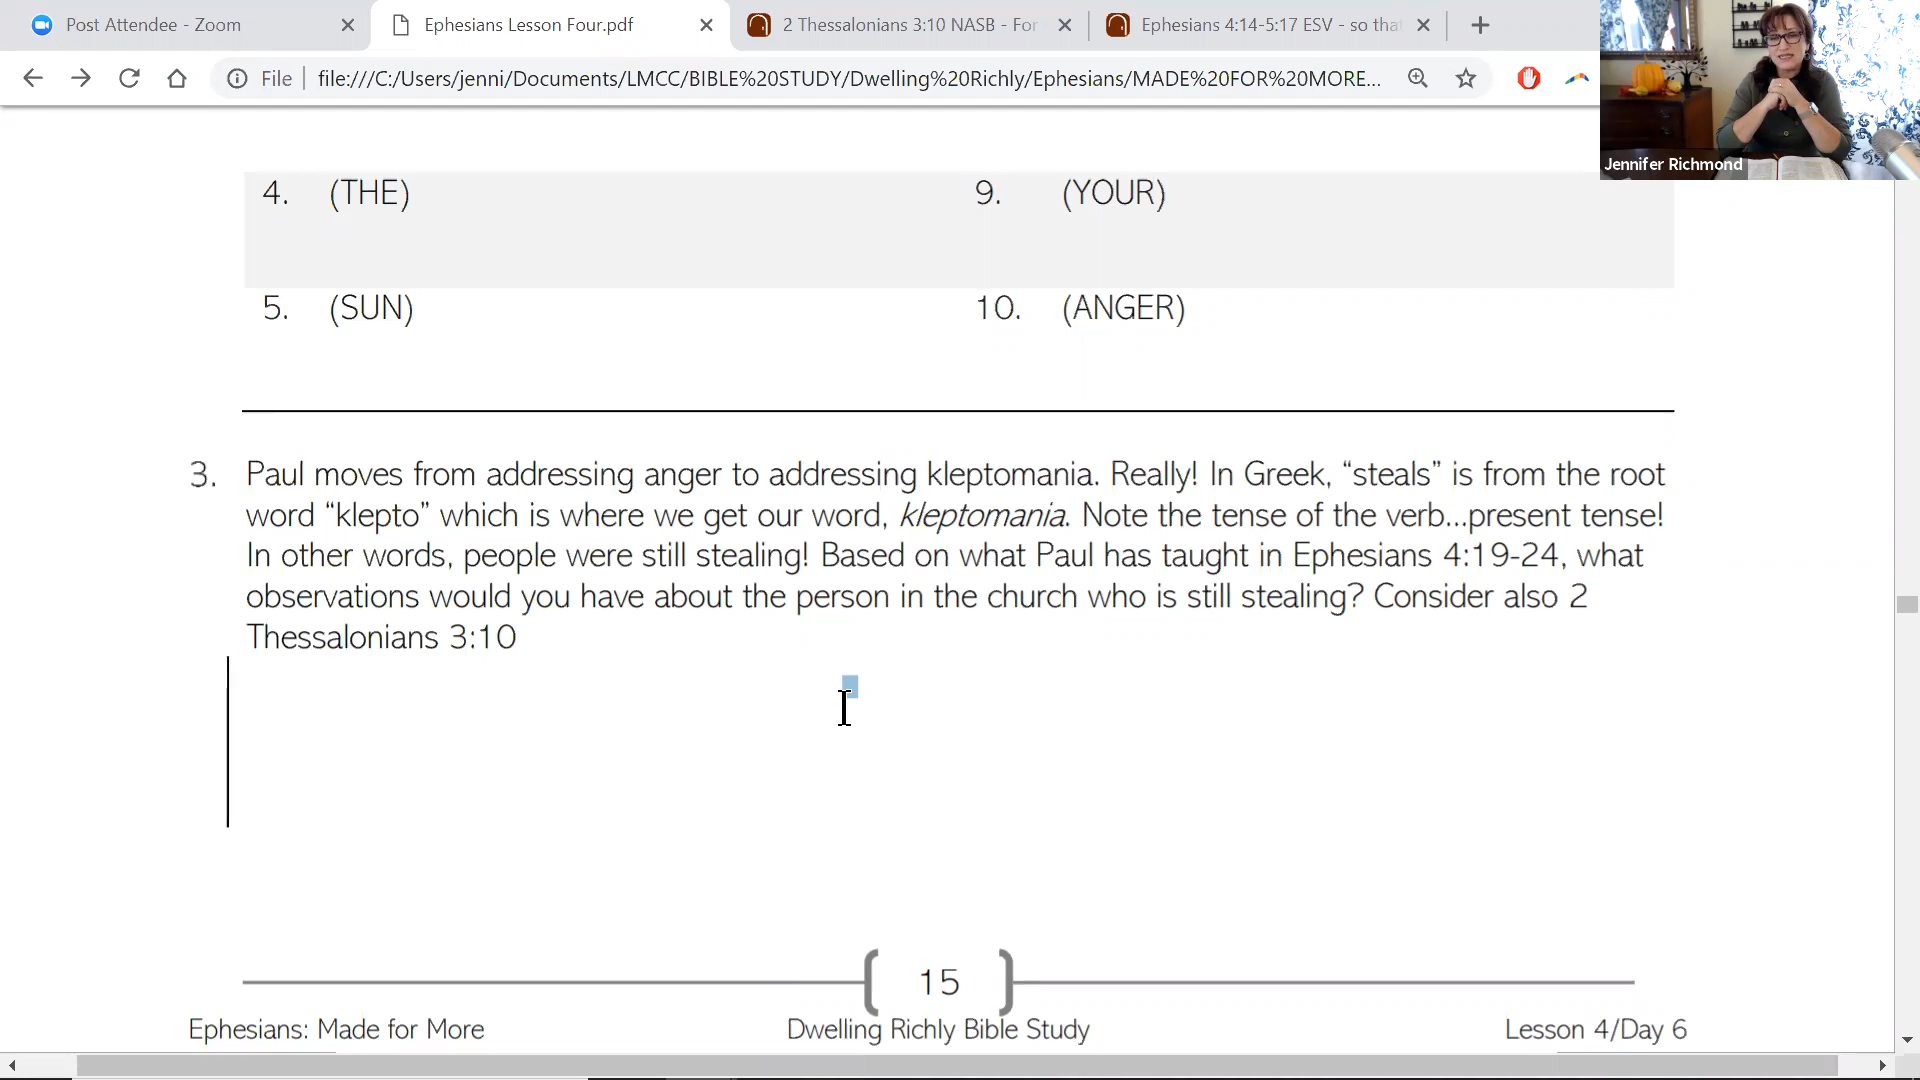 Post Attendee - Zoom
Ephesians Lesson Four.pdf
2 Thessalonians 3:10 NASB - For
Ephesians 4:14-5:17 ESV - so that
File
file:///C:/Users/jenni/Documents/LMCC/BIBLE%20STUDY/Dwelling%20Richly/Ephesians/MADE%20FOR%20MORE...
Jennifer Richmond
4. (THE) 9. (YOUR)
5. (SUN) 10. (ANGER)
3. Paul moves from addressing anger to addressing kleptomania. Really! In Greek, “steals” is from the root
word “klepto” which is where we get our word, kleptomania. Note the tense of the verb...present tense!
In other words, people were still stealing! Based on what Paul has taught in Ephesians 4:19-24, what
observations would you have about the person in the church who is still stealing? Consider also 2
Thessalonians 3:10
15
Ephesians: Made for More Dwelling Richly Bible Study Lesson 4/Day 6